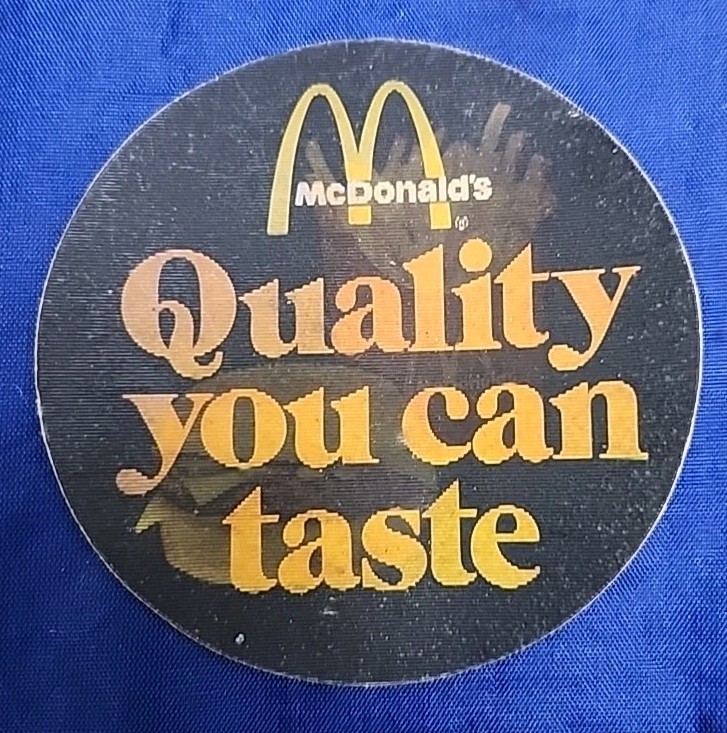 McDonald's
®
Quality
you can
taste